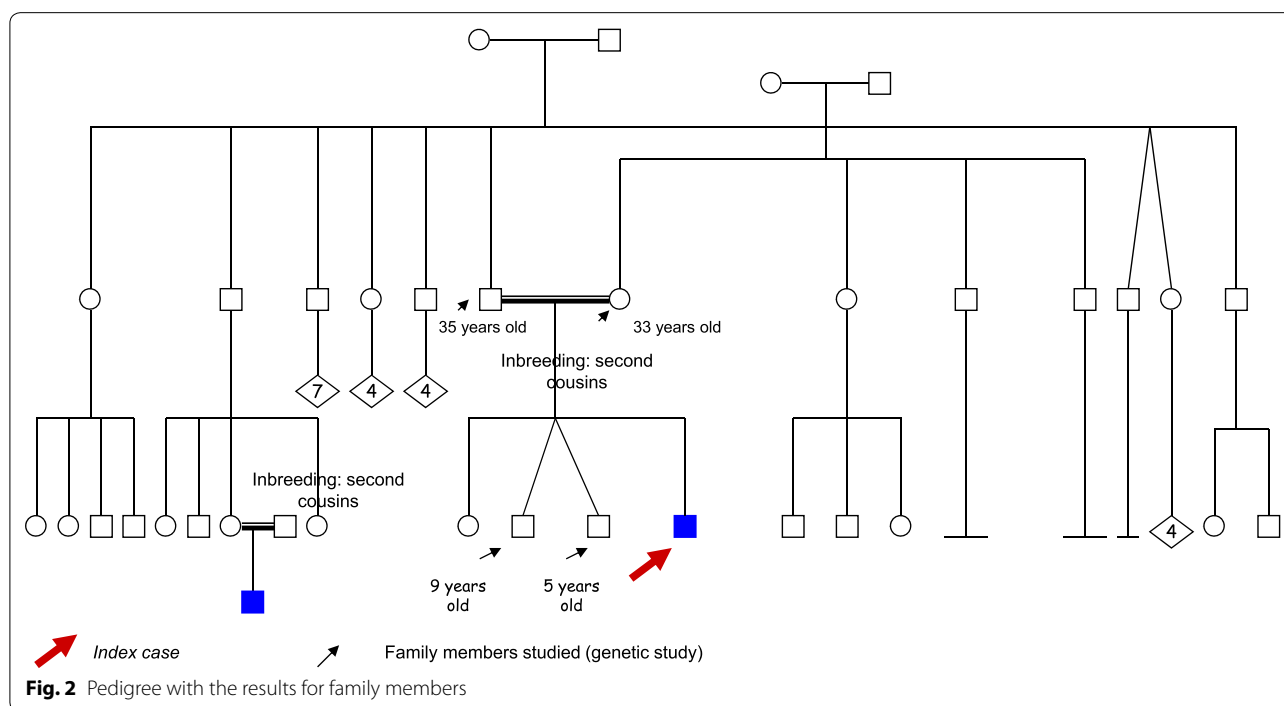 35 years old
33 years old
Inbreeding: second
cousins
7
4
4
Inbreeding: second
cousins
4
9 years
old
5 years
old
Index case
Family members studied (genetic study)
Fig. 2 Pedigree with the results for family members